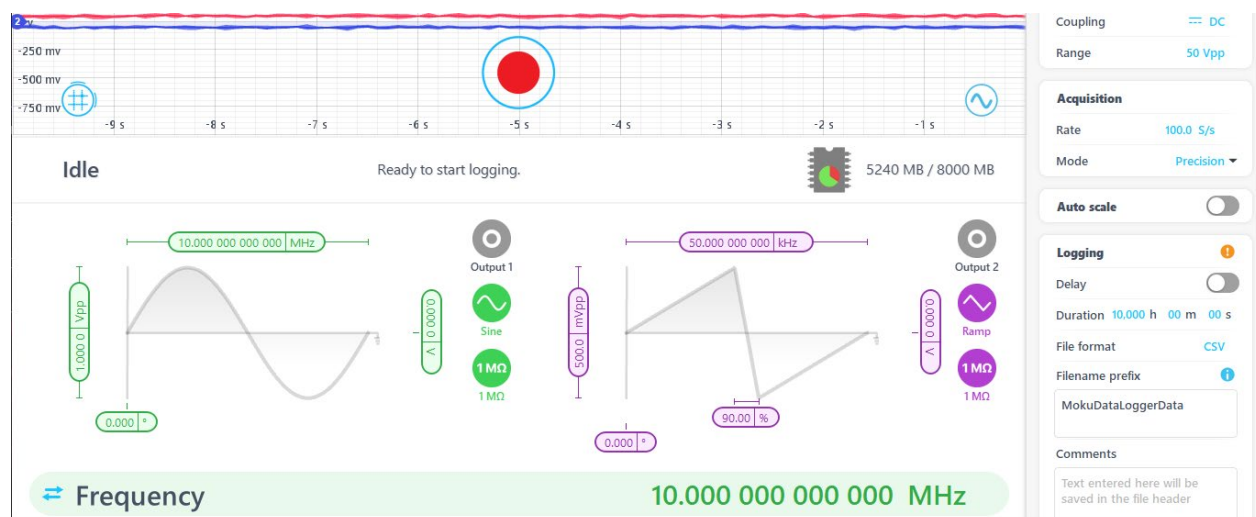 2
-250 mv
-500 mv
-750 mv
-9 s
-8 s
-7 s
-6 s
-5 s
-4 s
-3 s
-2 s
-1 s
Idle
Ready to start logging.
5240 MB / 8000 MB
10.000 000 000 000 MHz
1.000 0 Vpp
0.000 0 V
0.000 °
Output 1
Sine
1 MΩ
1 MΩ
50.000 000 000 kHz
500.0 mVpp
0.000 0 V
90.00 %
0.000 °
Output 2
Ramp
1 MΩ
1 MΩ
Frequency 10.000 000 000 000 MHz
Coupling DC
Range 50 Vpp
Acquisition
Rate 100.0 S/s
Mode Precision
Auto scale
Logging
Delay
Duration 10,000 h 00 m 00 s
File format CSV
Filename prefix
MokuDataLoggerData
Comments
Text entered here will be
saved in the file header